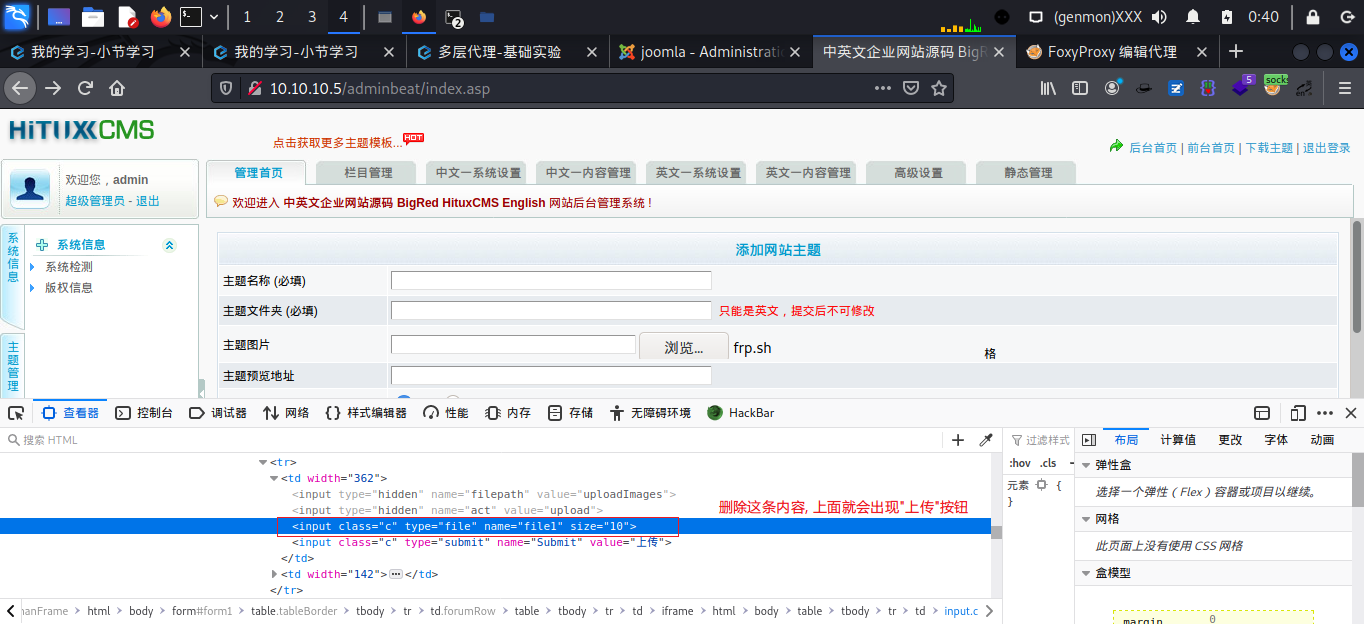 1 2 3 4 2 (genmon)XXX 0:40
我的学习-小节学习 我的学习-小节学习 多层代理-基础实验 joomla - Administrati 中英文企业网站源码 BigR FoxyProxy 编辑代理
10.10.10.5/adminbeat/index.asp 5 socks en
HiTUXCMS
点击获取更多主题模板... HOT
后台首页 | 前台首页 | 下载主题 | 退出登录
欢迎您，admin
超级管理员 - 退出
管理首页 栏目管理 中文—系统设置 中文—内容管理 英文—系统设置 英文—内容管理 高级设置 静态管理
欢迎进入 中英文企业网站源码 BigRed HituxCMS English 网站后台管理系统！
系统信息
系统信息
系统检测
版权信息
主题管理
添加网站主题
主题名称 (必填)
主题文件夹 (必填) 只能是英文，提交后不可修改
主题图片 浏览... frp.sh 格
主题预览地址
查看器 控制台 调试器 网络 样式编辑器 性能 内存 存储 无障碍环境 HackBar
搜索 HTML
<tr>
<td width="362">
<input type="hidden" name="filepath" value="uploadImages">
<input type="hidden" name="act" value="upload">
<input class="c" type="file" name="file1" size="10">
<input class="c" type="submit" name="Submit" value="上传">
</td>
<td width="142"> </td>
</tr>
删除这条内容, 上面就会出现"上传"按钮
过滤样式
:hov .cls
元素 {
}
布局 计算值 更改 字体 动画
弹性盒
选择一个弹性（Flex）容器或项目以继续。
网格
此页面上没有使用 CSS 网格
盒模型
margin 0
nanFrame > html > body > form#form1 > table.tableBorder > tbody > tr > td.forumRow > table > tbody > tr > td > iframe > html > body > table > tbody > tr > td > input.c